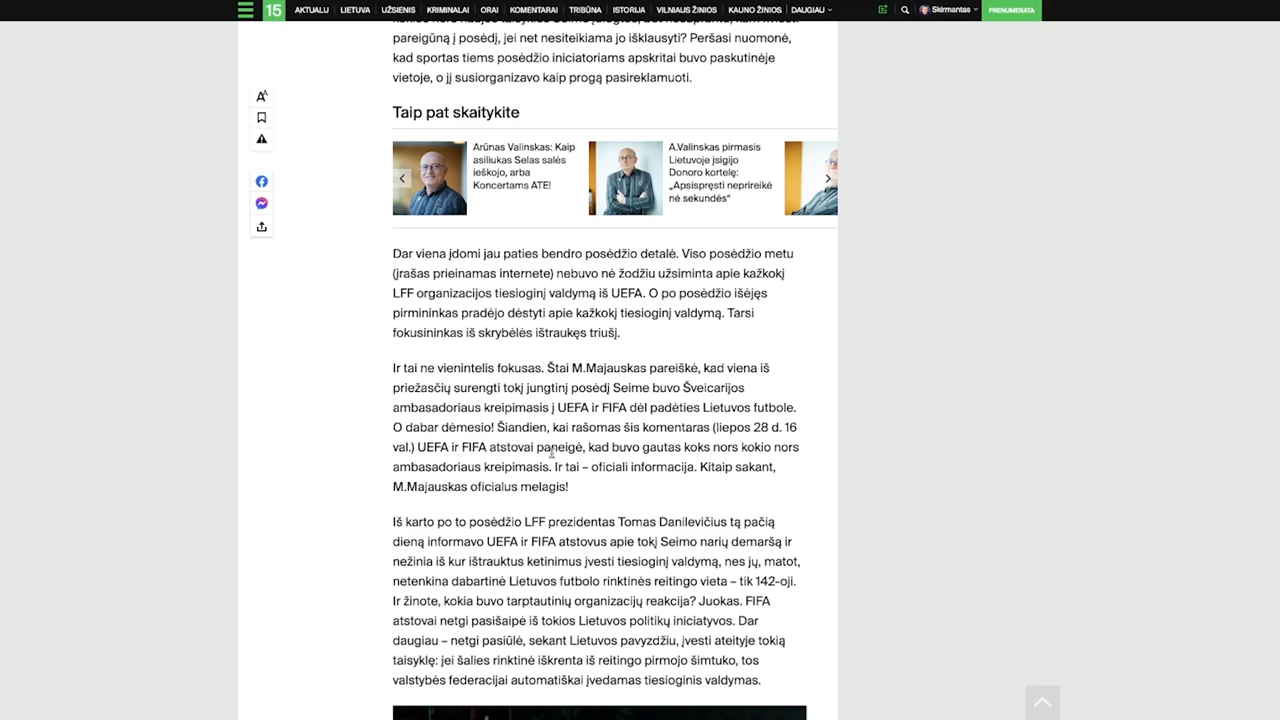 15
AKTUALU
LIETUVA
UŽSIENIS
KRIMINALAI
ORAI
KOMENTARAI
TRIBŪNA
ISTORIJA
VILNIAUS ŽINIOS
KAUNO ŽINIOS
DAUGIAU
Skirmantas
PRENUMERATA
pareigūną į posėdį, jei net nesiteikiama jo išklausyti? Peršasi nuomonė,
kad sportas tiems posėdžio iniciatoriams apskritai buvo paskutinėje
vietoje, o jį susiorganizavo kaip progą pasireklamuoti.
Taip pat skaitykite
Arūnas Valinskas: Kaip
asiliukas Selas salės
ieškojo, arba
Koncertams ATE!
A.Valinskas pirmasis
Lietuvoje įsigijo
Donoro kortelę:
„Apsispręsti neprireikė
nė sekundės“
Dar viena įdomi jau paties bendro posėdžio detalė. Viso posėdžio metu
(įrašas prieinamas internete) nebuvo nė žodžiu užsiminta apie kažkokį
LFF organizacijos tiesioginį valdymą iš UEFA. O po posėdžio išėjęs
pirmininkas pradėjo dėstyti apie kažkokį tiesioginį valdymą. Tarsi
fokusininkas iš skrybėlės ištraukęs triušį.
Ir tai ne vienintelis fokusas. Štai M.Majauskas pareiškė, kad viena iš
priežasčių surengti tokį jungtinį posėdį Seime buvo Šveicarijos
ambasadoriaus kreipimasis į UEFA ir FIFA dėl padėties Lietuvos futbole.
O dabar dėmesio! Šiandien, kai rašomas šis komentaras (liepos 28 d. 16
val.) UEFA ir FIFA atstovai paneigė, kad buvo gautas koks nors kokio nors
ambasadoriaus kreipimasis. Ir tai – oficiali informacija. Kitaip sakant,
M.Majauskas oficialus melagis!
Iš karto po to posėdžio LFF prezidentas Tomas Danilevičius tą pačią
dieną informavo UEFA ir FIFA atstovus apie tokį Seimo narių demaršą ir
nežinia iš kur ištrauktus ketinimus įvesti tiesioginį valdymą, nes jų, matot,
netenkina dabartinė Lietuvos futbolo rinktinės reitingo vieta – tik 142-oji.
Ir žinote, kokia buvo tarptautinių organizacijų reakcija? Juokas. FIFA
atstovai netgi pasišaipė iš tokios Lietuvos politikų iniciatyvos. Dar
daugiau – netgi pasiūlė, sekant Lietuvos pavyzdžiu, įvesti ateityje tokią
taisyklę: jei šalies rinktinė iškrenta iš reitingo pirmojo šimtuko, tos
valstybės federacijai automatiškai įvedamas tiesioginis valdymas.